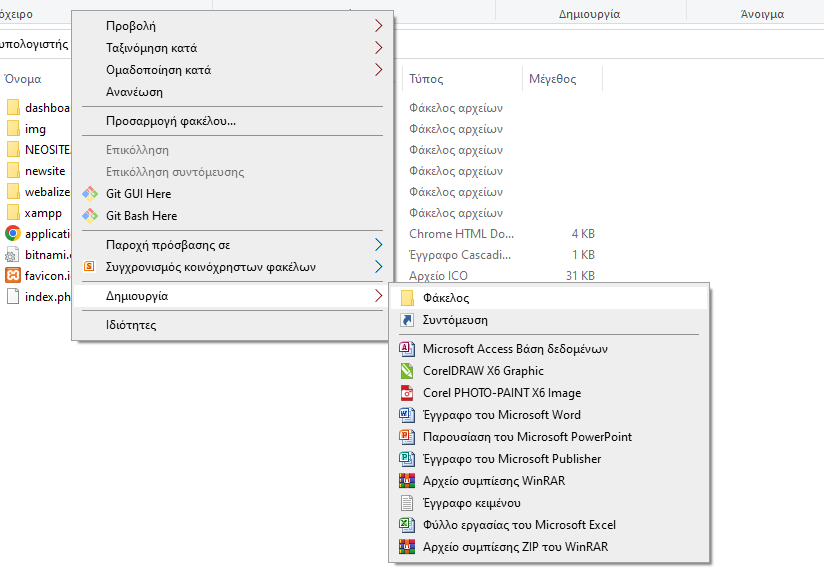 όχειρο
Δημιουργία
Άνοιγμα
υπολογιστής
Όνομα
Τύπος
Μέγεθος
dashboa
Φάκελος αρχείων
img
Φάκελος αρχείων
NEOSITE
Φάκελος αρχείων
newsite
Φάκελος αρχείων
webalize
Φάκελος αρχείων
xampp
Φάκελος αρχείων
applicati
Chrome HTML Do...
4 KB
bitnami.
Έγγραφο Cascadi...
1 KB
favicon.i
Αρχείο ICO
31 KB
index.ph
Προβολή
Ταξινόμηση κατά
Ομαδοποίηση κατά
Ανανέωση
Προσαρμογή φακέλου...
Επικόλληση
Επικόλληση συντόμευσης
Git GUI Here
Git Bash Here
Παροχή πρόσβασης σε
Συγχρονισμός κοινόχρηστων φακέλων
Δημιουργία
Ιδιότητες
Φάκελος
Συντόμευση
Microsoft Access Βάση δεδομένων
CorelDRAW X6 Graphic
Corel PHOTO-PAINT X6 Image
Έγγραφο του Microsoft Word
Παρουσίαση του Microsoft PowerPoint
Έγγραφο του Microsoft Publisher
Αρχείο συμπίεσης WinRAR
Έγγραφο κειμένου
Φύλλο εργασίας του Microsoft Excel
Αρχείο συμπίεσης ZIP του WinRAR